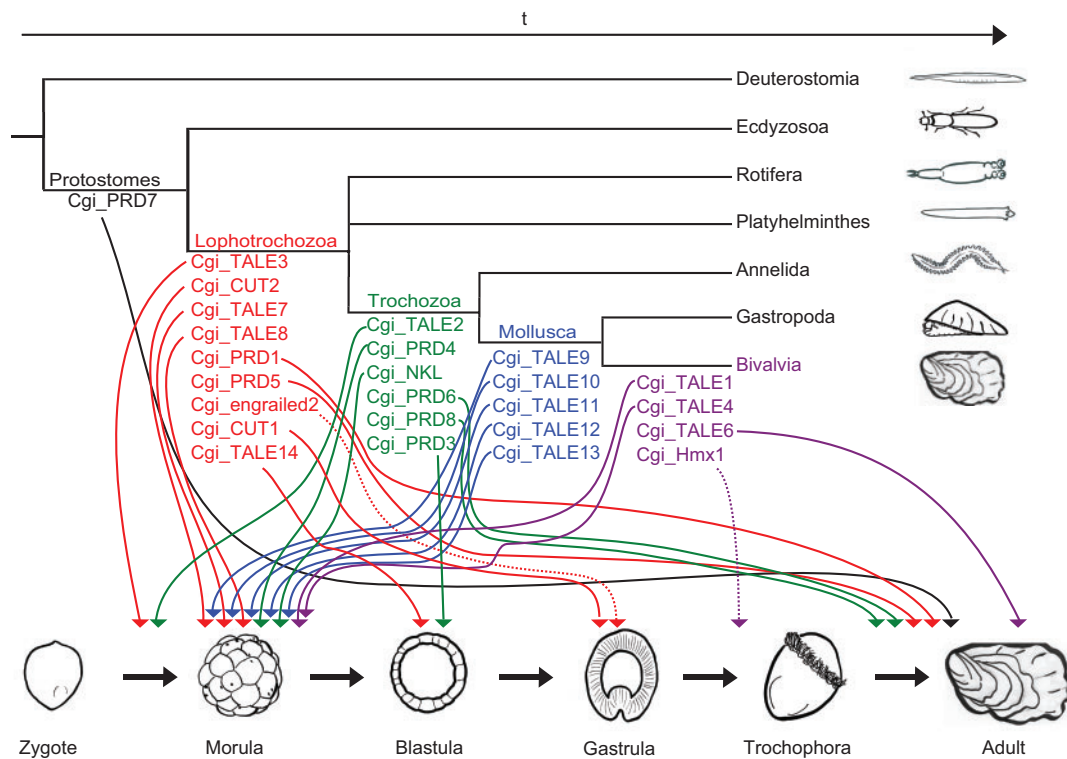 t
Deuterostomia
Ecdyzosoa
Protostomes
Cgi_PRD7
Rotifera
Platyhelminthes
Lophotrochozoa
Cgi_TALE3
Cgi_CUT2
Cgi_TALE7
Cgi_TALE8
Cgi_PRD1
Cgi_PRD5
Cgi_engrailed2
Cgi_CUT1
Cgi_TALE14
Annelida
Trochozoa
Cgi_TALE2
Cgi_PRD4
Cgi_NKL
Cgi_PRD6
Cgi_PRD8
Cgi_PRD3
Gastropoda
Mollusca
Cgi_TALE9
Cgi_TALE10
Cgi_TALE11
Cgi_TALE12
Cgi_TALE13
Bivalvia
Cgi_TALE1
Cgi_TALE4
Cgi_TALE6
Cgi_Hmx1
Zygote
Morula
Blastula
Gastrula
Trochophora
Adult